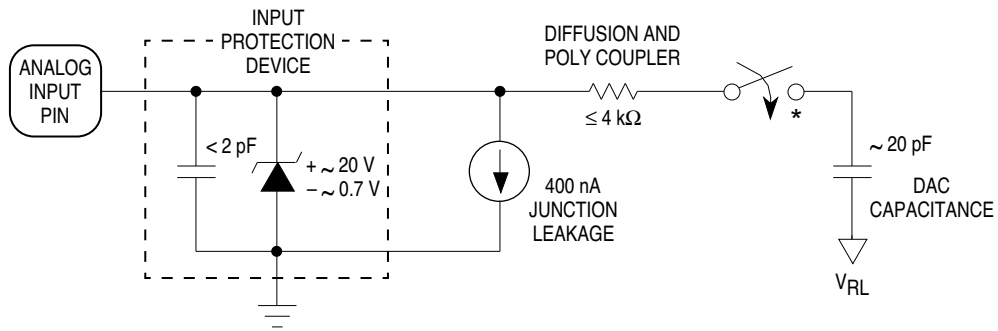 INPUT
PROTECTION
DEVICE
ANALOG
INPUT
PIN
< 2 pF
+ ~ 20 V
– ~ 0.7 V
400 nA
JUNCTION
LEAKAGE
DIFFUSION AND
POLY COUPLER
≤ 4 kΩ
*
~ 20 pF
DAC
CAPACITANCE
VRL